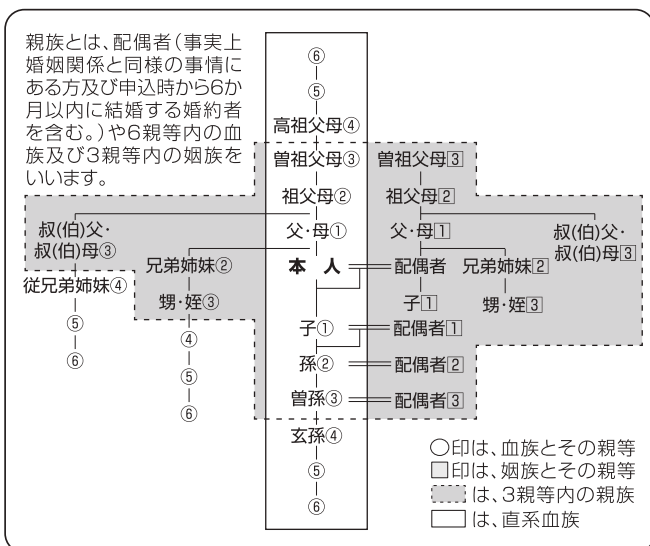 親族とは、配偶者(事実上
婚姻関係と同様の事情に
ある方及び申込時から6か
月以内に結婚する婚約者
を含む。)や6親等内の血
族及び3親等内の姻族を
いいます。
⑥
⑤
高祖父母④
曽祖父母③ 曽祖父母3
祖父母② 祖父母2
叔(伯)父・
叔(伯)母③
父・母① 父・母1
叔(伯)父・
叔(伯)母3
兄弟姉妹② 本 人 配偶者 兄弟姉妹2
従兄弟姉妹④ 甥・姪③ 子1 甥・姪3
⑤ ④ 子① 配偶者1
⑥ ⑤ 孫② 配偶者2
⑥ 曽孫③ 配偶者3
玄孫④
⑤
⑥
○印は、血族とその親等
□印は、姻族とその親等
は、3親等内の親族
は、直系血族